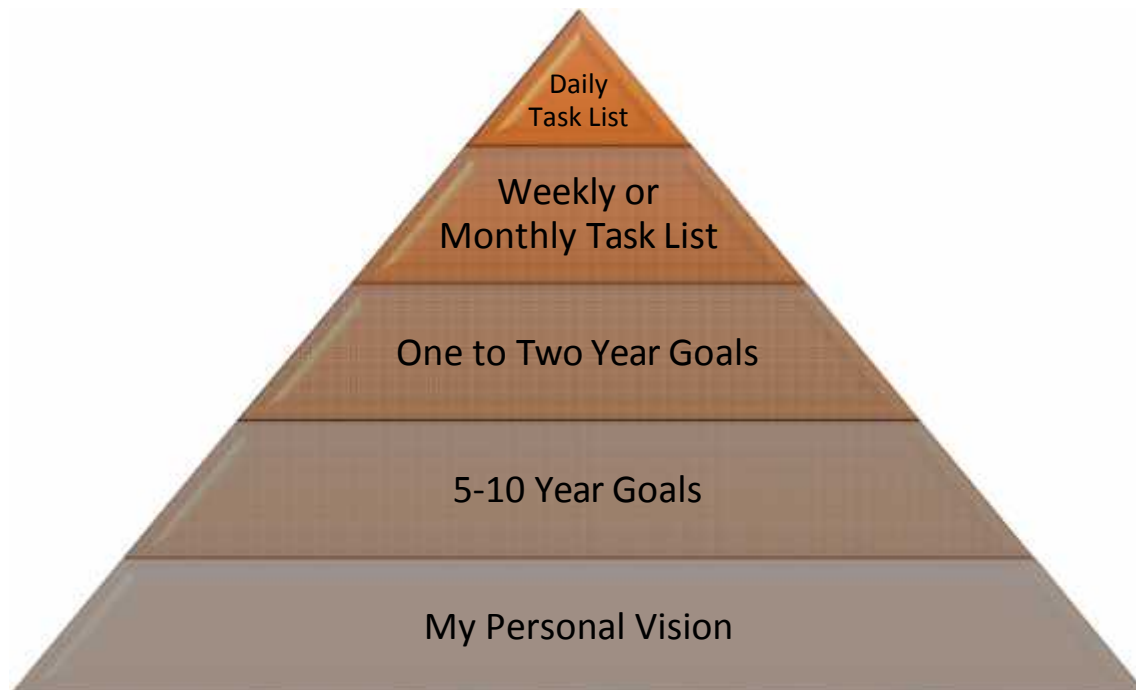 Daily
Task List
Weekly or
Monthly Task List
One to Two Year Goals
5-10 Year Goals
My Personal Vision